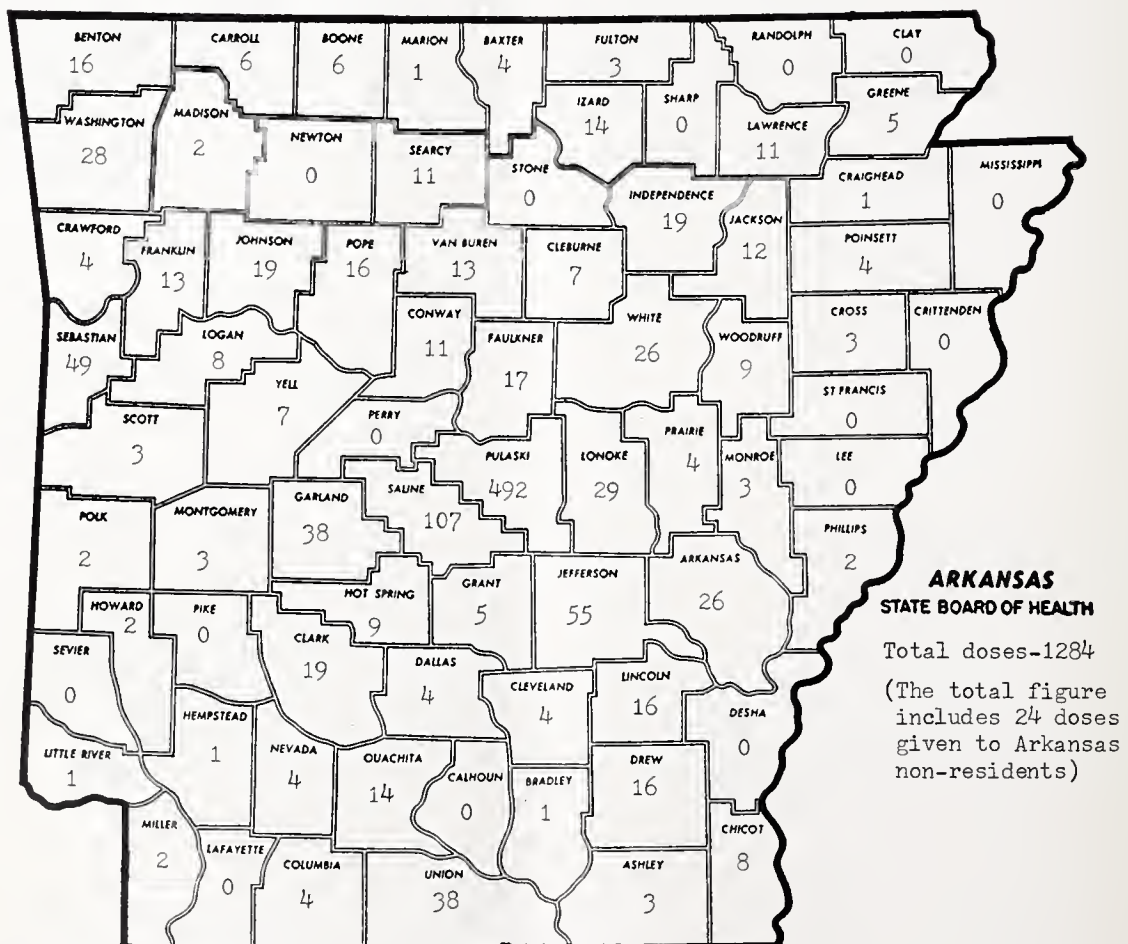 BENTON
16
CARROLL
6
BOONE
6
MARION
1
BAXTER
4
FULTON
3
RANDOLPH
0
CLAY
0
WASHINGTON
28
MADISON
2
NEWTON
0
SEARCY
11
STONE
0
IZARD
14
SHARP
0
LAWRENCE
11
GREENE
5
INDEPENDENCE
19
JACKSON
12
CRAIGHEAD
1
MISSISSIPPI
0
CRAWFORD
4
FRANKLIN
13
JOHNSON
19
POPE
16
VAN BUREN
13
CLEBURNE
7
POINSETT
4
SEBASTIAN
49
LOGAN
8
CONWAY
11
FAULKNER
17
WHITE
26
WOODRUFF
9
CROSS
3
CRITTENDEN
0
SCOTT
3
YELL
7
PERRY
0
PULASKI
492
LONOKE
29
PRAIRIE
4
MONROE
3
ST FRANCIS
0
LEE
0
POLK
2
MONTGOMERY
3
GARLAND
38
SALINE
107
PHILLIPS
2
HOWARD
2
PIKE
0
HOT SPRING
9
GRANT
5
JEFFERSON
55
ARKANSAS
26
SEVIER
0
CLARK
19
DALLAS
4
CLEVELAND
4
LINCOLN
16
DESHA
0
LITTLE RIVER
1
HEMPSTEAD
1
NEVADA
4
OUACHITA
14
CALHOUN
0
BRADLEY
1
DREW
16
MILLER
2
LAFAYETTE
0
COLUMBIA
4
UNION
38
ASHLEY
3
CHICOT
8
ARKANSAS
STATE BOARD OF HEALTH
Total doses-1284
(The total figure
includes 24 doses
given to Arkansas
non-residents)